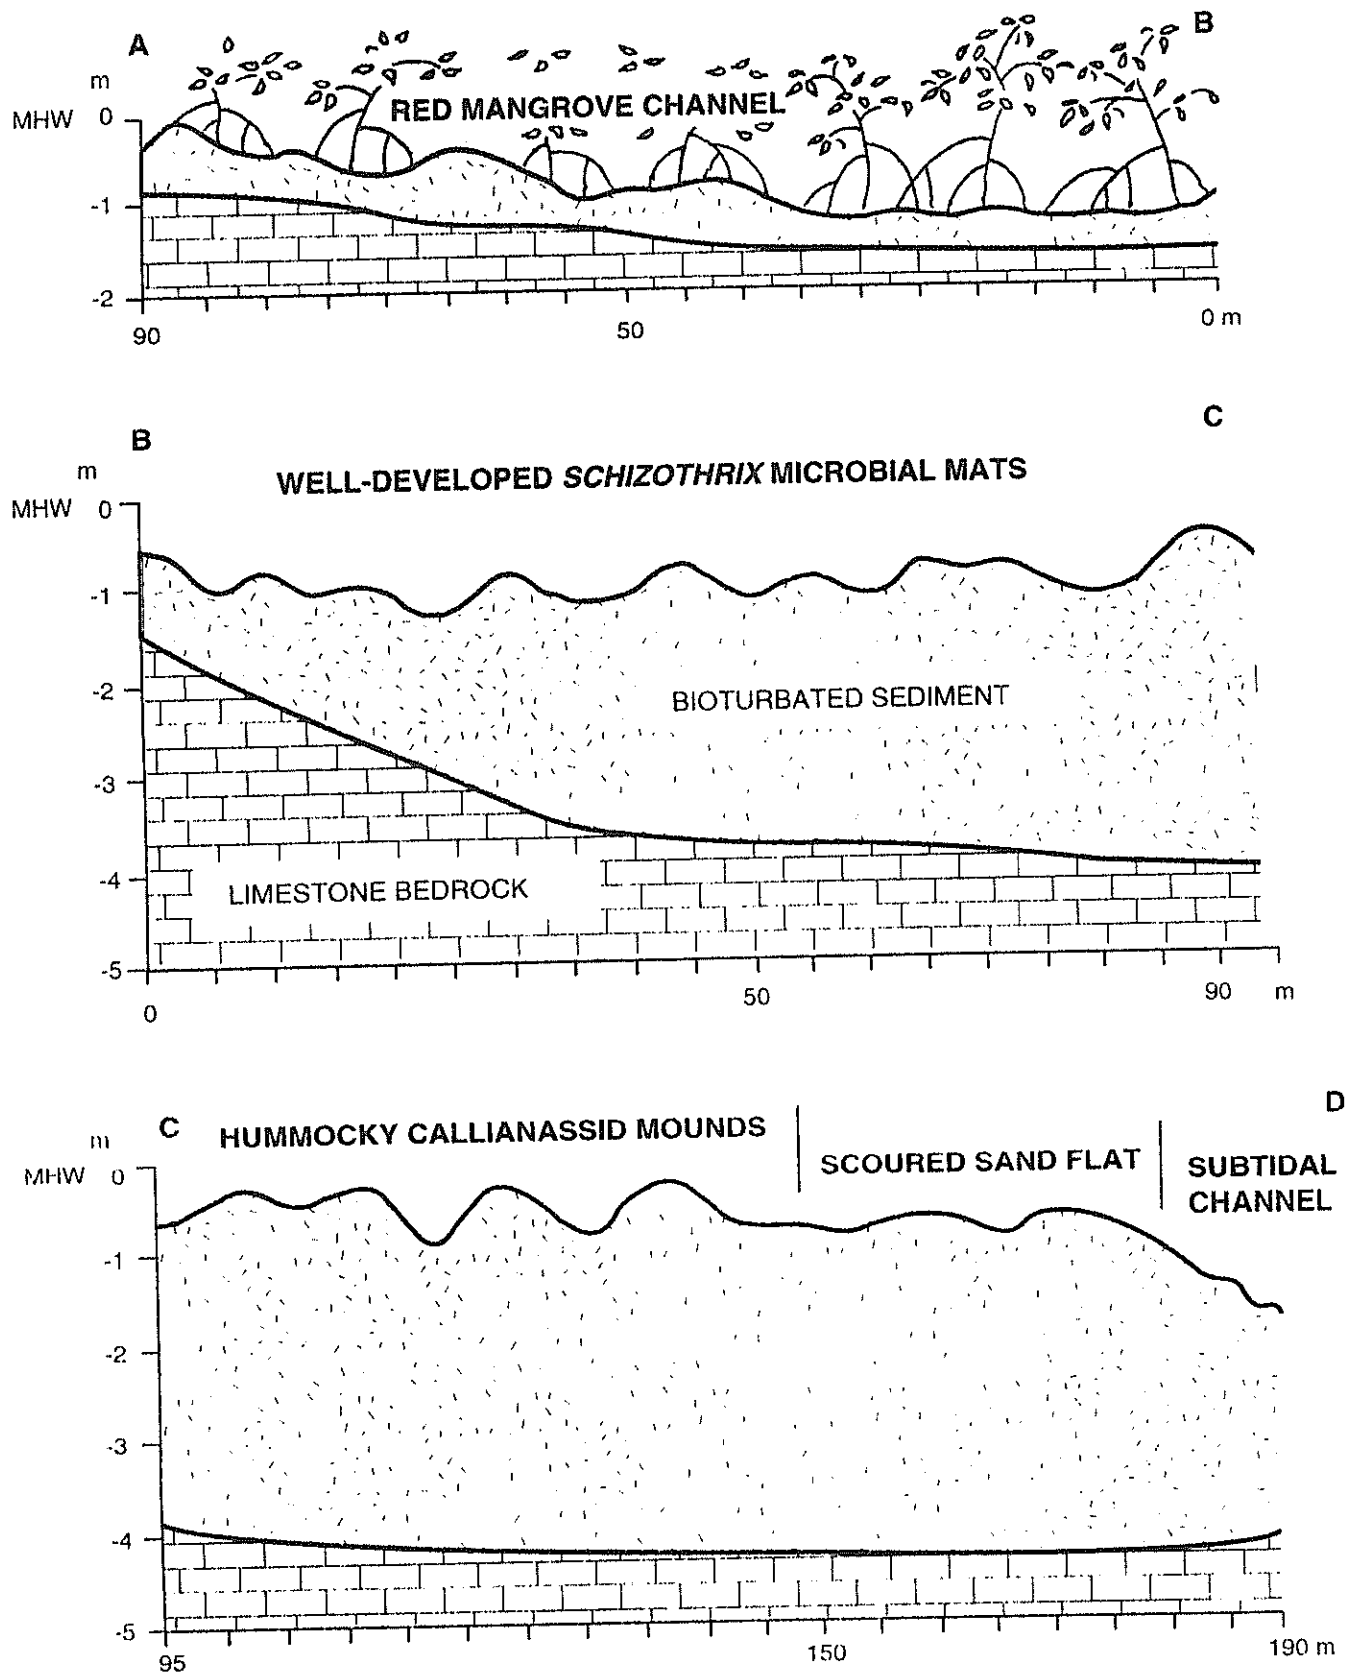 A
B
m
MHW 0
RED MANGROVE CHANNEL
-1
-2
90
50
0 m
B
C
m
WELL-DEVELOPED SCHIZOTHRIX MICROBIAL MATS
MHW 0
-1
-2
BIOTURBATED SEDIMENT
-3
-4
LIMESTONE BEDROCK
-5
0
50
90 m
D
m
C
HUMMOCKY CALLIANASSID MOUNDS
MHW 0
SCOURED SAND FLAT
SUBTIDAL
CHANNEL
-1
-2
-3
-4
-5
95
150
190 m